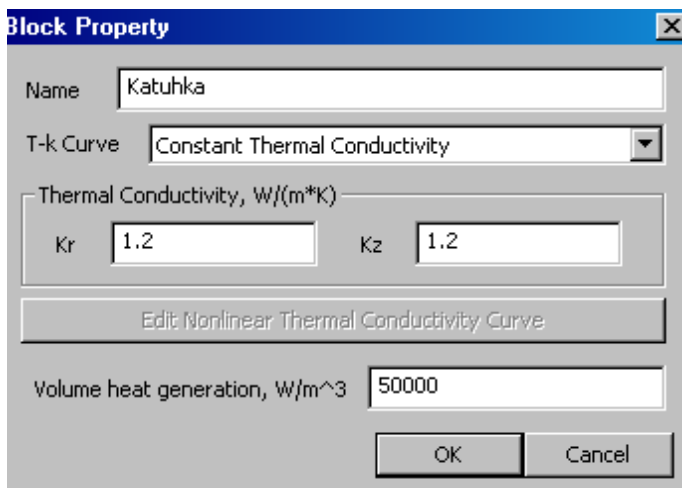 Block Property
Name Katuhka
T-k Curve Constant Thermal Conductivity
Thermal Conductivity, W/(m*K)
Kr 1.2 Kz 1.2
Edit Nonlinear Thermal Conductivity Curve
Volume heat generation, W/m^3 50000
OK Cancel